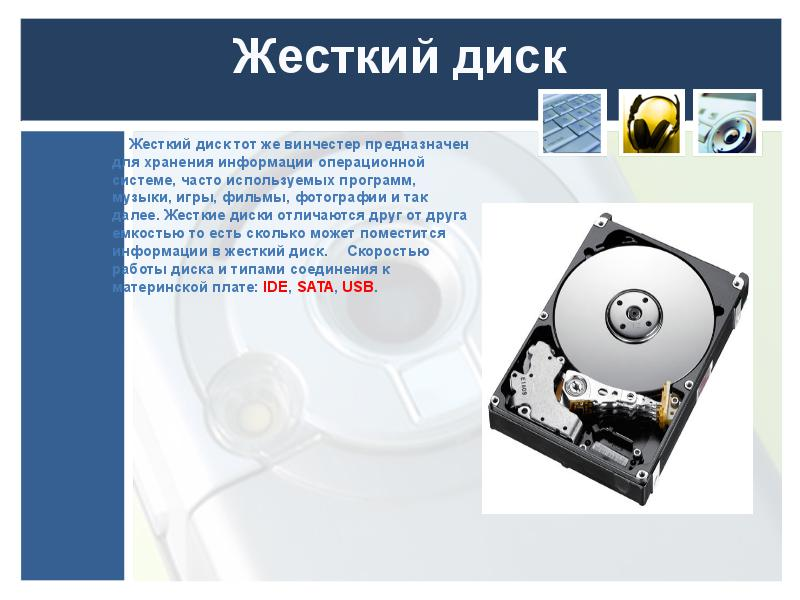 Жесткий диск
Жесткий диск тот же винчестер предназначен
для хранения информации операционной
системе, часто используемых программ,
музыки, игры, фильмы, фотографии и так
далее. Жесткие диски отличаются друг от друга
емкостью то есть сколько может поместится
информации в жесткий диск. Скоростью
работы диска и типами соединения к
материнской плате: IDE, SATA, USB.